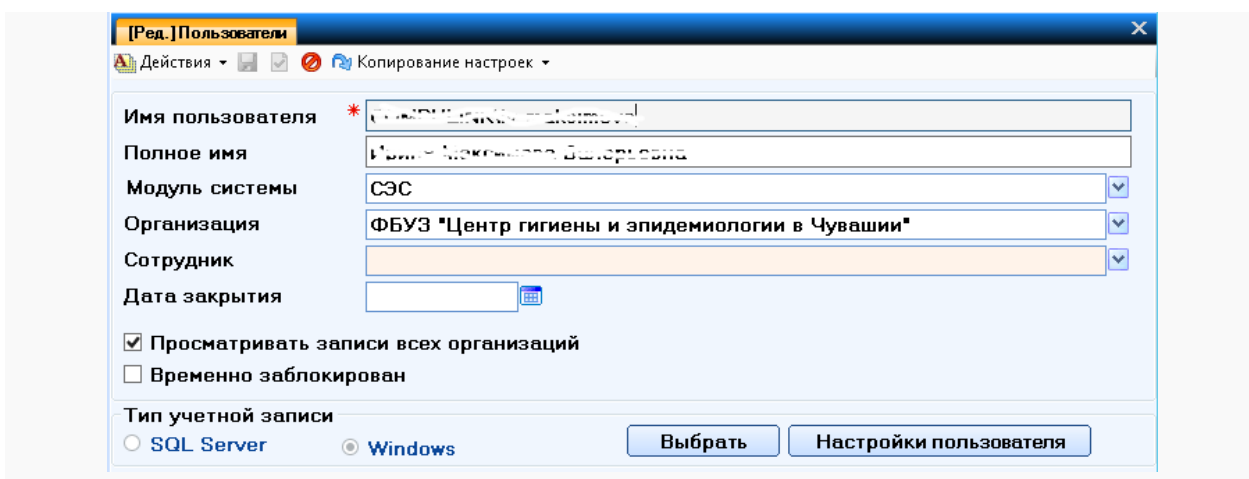 [Ред.]Пользователи
Действия Копирование настроек
Имя пользователя *
Полное имя
Модуль системы СЭС
Организация ФБУЗ "Центр гигиены и эпидемиологии в Чувашии"
Сотрудник
Дата закрытия
Просматривать записи всех организаций
Временно заблокирован
Тип учетной записи
SQL Server Windows Выбрать Настройки пользователя